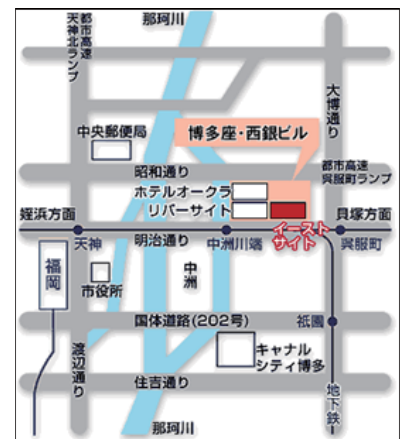 那珂川
都市高速
天神北ランプ
大博通り
中央郵便局
博多座・西銀ビル
昭和通り
都市高速
呉服町ランプ
ホテルオークラ
リバーサイト
姪浜方面
貝塚方面
イースト
サイト
天神
明治通り
中洲川端
呉服町
福岡
市役所
中洲
国体道路(202号)
祇園
キャナル
シティ博多
渡辺通り
住吉通り
地下鉄
那珂川